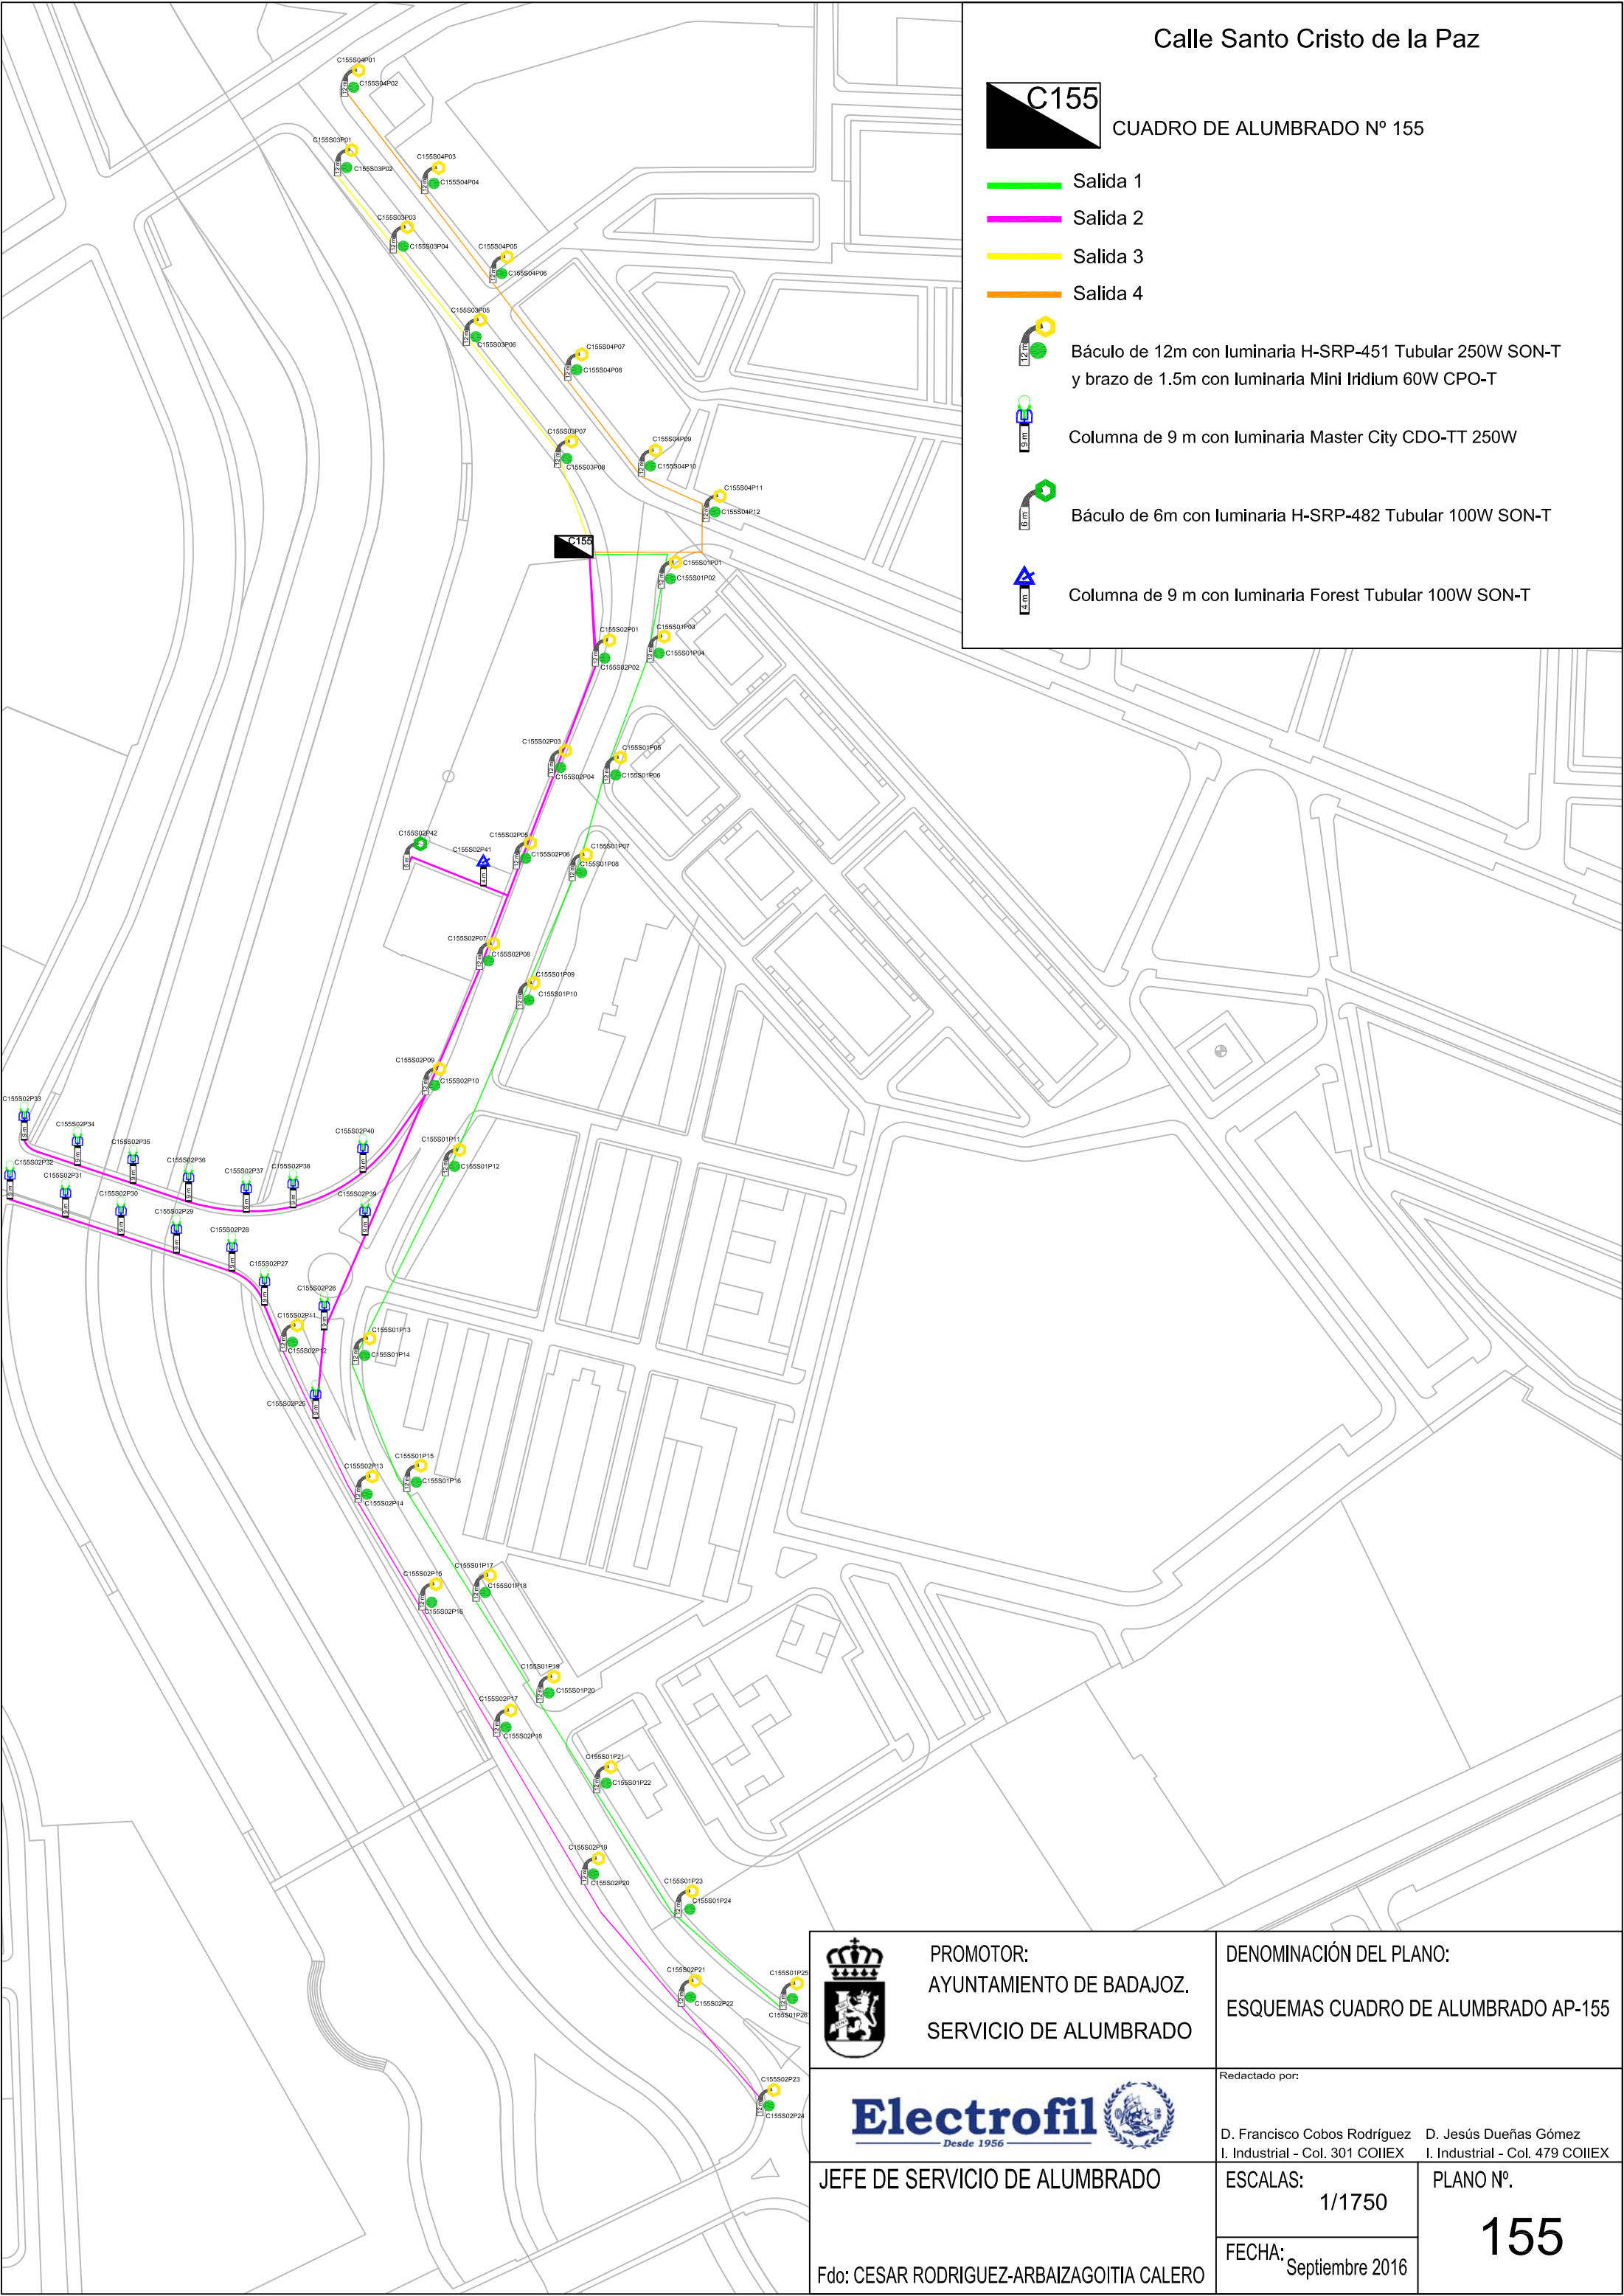 Calle Santo Cristo de la Paz
C155
CUADRO DE ALUMBRADO Nº 155
Salida 1
Salida 2
Salida 3
Salida 4
12 m
Báculo de 12m con luminaria H-SRP-451 Tubular 250W SON-T
y brazo de 1.5m con luminaria Mini Iridium 60W CPO-T
9 m
Columna de 9 m con luminaria Master City CDO-TT 250W
6 m
Báculo de 6m con luminaria H-SRP-482 Tubular 100W SON-T
4 m
Columna de 9 m con luminaria Forest Tubular 100W SON-T
C155S04P01
C155S04P02
C155S03P01
C155S03P02
C155S04P03
C155S04P04
C155S03P03
C155S03P04
C155S04P05
C155S04P06
C155S03P05
C155S03P06
C155S04P07
C155S04P08
C155S03P07
C155S03P08
C155S04P09
C155S04P10
C155S04P11
C155S04P12
C155
C155S01P01
C155S01P02
C155S02P01
C155S02P02
C155S01P03
C155S01P04
C155S02P03
C155S02P04
C155S01P05
C155S01P06
C155S02P42
C155S02P41
C155S02P05
C155S02P06
C155S01P07
C155S01P08
C155S02P07
C155S02P08
C155S01P09
C155S01P10
C155S02P09
C155S02P10
C155S02P33
C155S02P34
C155S02P35
C155S02P36
C155S02P37
C155S02P38
C155S02P40
C155S01P11
C155S01P12
C155S02P32
C155S02P31
C155S02P30
C155S02P29
C155S02P28
C155S02P39
C155S02P27
C155S02P26
C155S02P11
C155S02P12
C155S01P13
C155S01P14
C155S02P25
C155S02P13
C155S02P14
C155S01P15
C155S01P16
C155S02P15
C155S02P16
C155S01P17
C155S01P18
C155S01P19
C155S01P20
C155S02P17
C155S02P18
C155S01P21
C155S01P22
C155S02P19
C155S02P20
C155S01P23
C155S01P24
C155S02P21
C155S02P22
C155S01P25
C155S01P26
C155S02P23
C155S02P24
PROMOTOR:
AYUNTAMIENTO DE BADAJOZ.
SERVICIO DE ALUMBRADO
DENOMINACIÓN DEL PLANO:
ESQUEMAS CUADRO DE ALUMBRADO AP-155
Electrofil
Desde 1956
Redactado por:
D. Francisco Cobos Rodríguez D. Jesús Dueñas Gómez
I. Industrial - Col. 301 COIIEX I. Industrial - Col. 479 COIIEX
JEFE DE SERVICIO DE ALUMBRADO
Fdo: CESAR RODRIGUEZ-ARBAIZAGOITIA CALERO
ESCALAS:
1/1750
FECHA: Septiembre 2016
PLANO Nº.
155